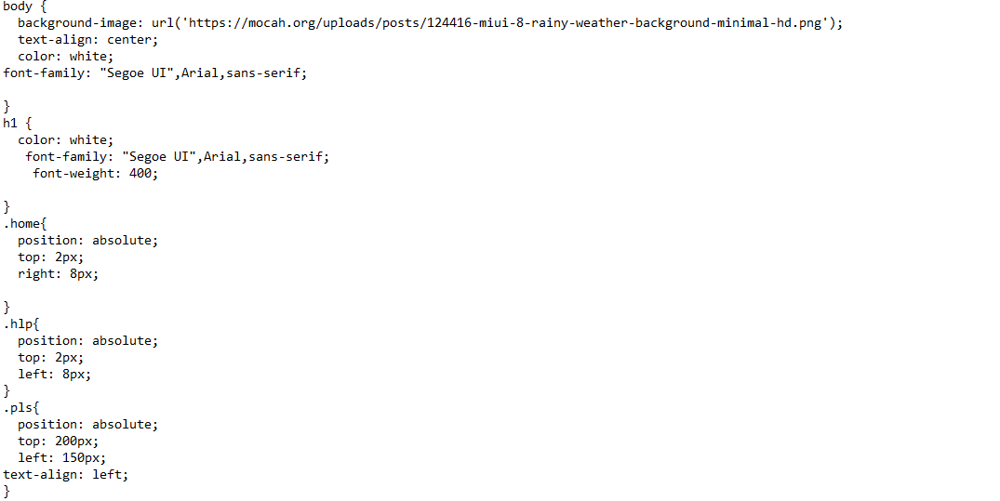 body {
  background-image: url('https://mocah.org/uploads/posts/124416-miui-8-rainy-weather-background-minimal-hd.png');
  text-align: center;
  color: white;
font-family: "Segoe UI",Arial,sans-serif;

}
h1 {
  color: white;
   font-family: "Segoe UI",Arial,sans-serif;
    font-weight: 400;

}
.home{
  position: absolute;
  top: 2px;
  right: 8px;

}
.hlp{
  position: absolute;
  top: 2px;
  left: 8px;
}
.pls{
  position: absolute;
  top: 200px;
  left: 150px;
text-align: left;
}